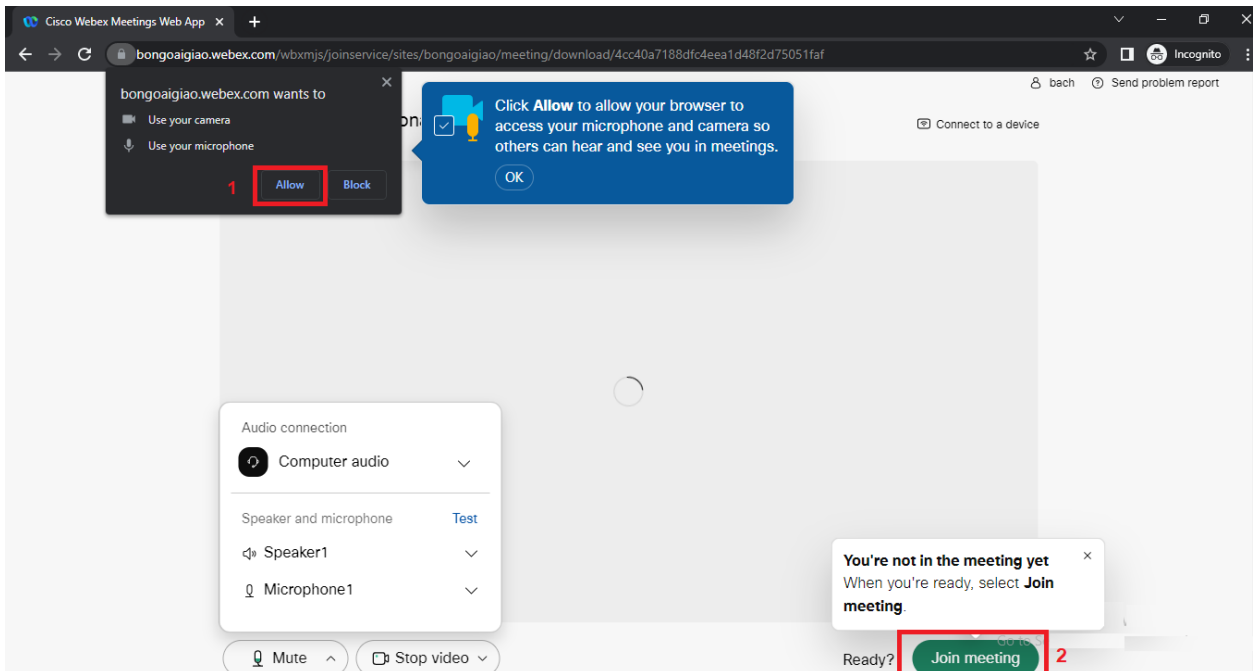 Cisco Webex Meetings Web App
bongoaigiao.webex.com/wbxmjs/joinservice/sites/bongoaigiao/meeting/download/4cc40a7188dfc4eea1d48f2d75051faf
Incognito
bongoaigiao.webex.com wants to
Use your camera
Use your microphone
1
Allow
Block
Click Allow to allow your browser to
access your microphone and camera so
others can hear and see you in meetings.
OK
bach
Send problem report
Connect to a device
Audio connection
Computer audio
Speaker and microphone
Test
Speaker1
Microphone1
You're not in the meeting yet
When you're ready, select Join
meeting.
Mute
Stop video
Ready?
Join meeting
2